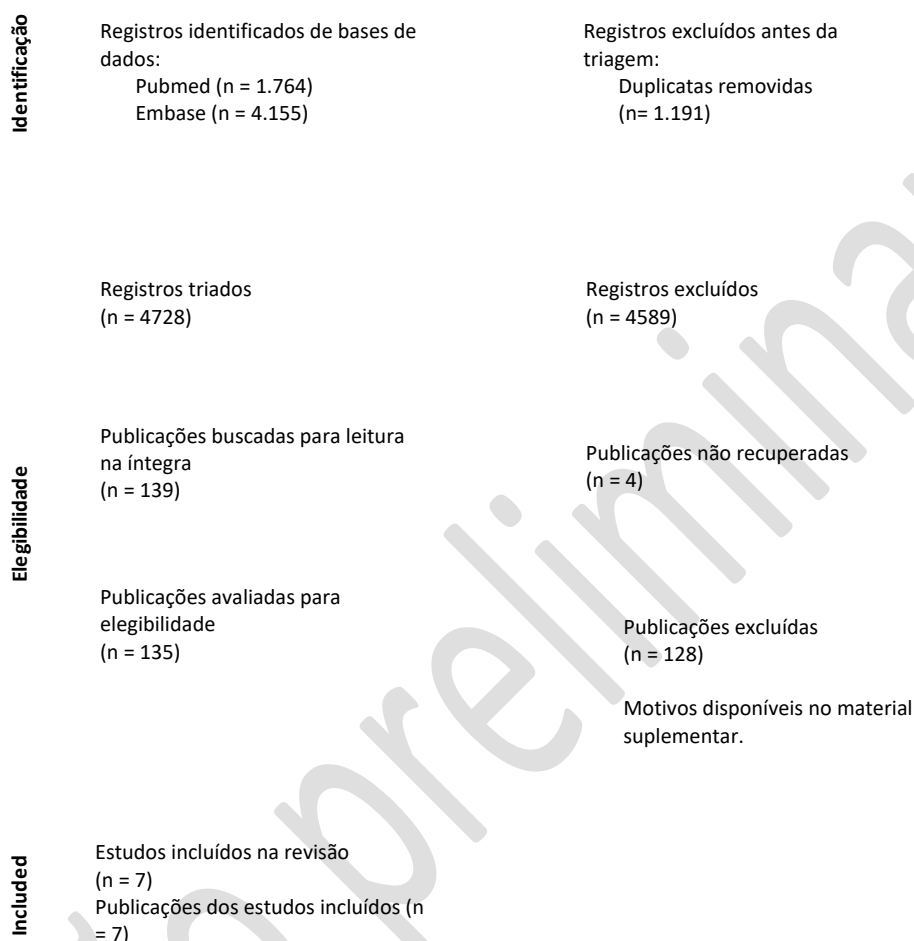 Identificação
Registros identificados de bases de
dados:
Pubmed (n = 1.764)
Embase (n = 4.155)
Registros excluídos antes da
triagem:
Duplicatas removidas
(n= 1.191)
Registros triados
(n = 4728)
Registros excluídos
(n = 4589)
Elegibilidade
Publicações buscadas para leitura
na íntegra
(n = 139)
Publicações não recuperadas
(n = 4)
Publicações avaliadas para
elegibilidade
(n = 135)
Publicações excluídas
(n = 128)
Motivos disponíveis no material
suplementar.
Included
Estudos incluídos na revisão
(n = 7)
Publicações dos estudos incluídos (n
= 7)